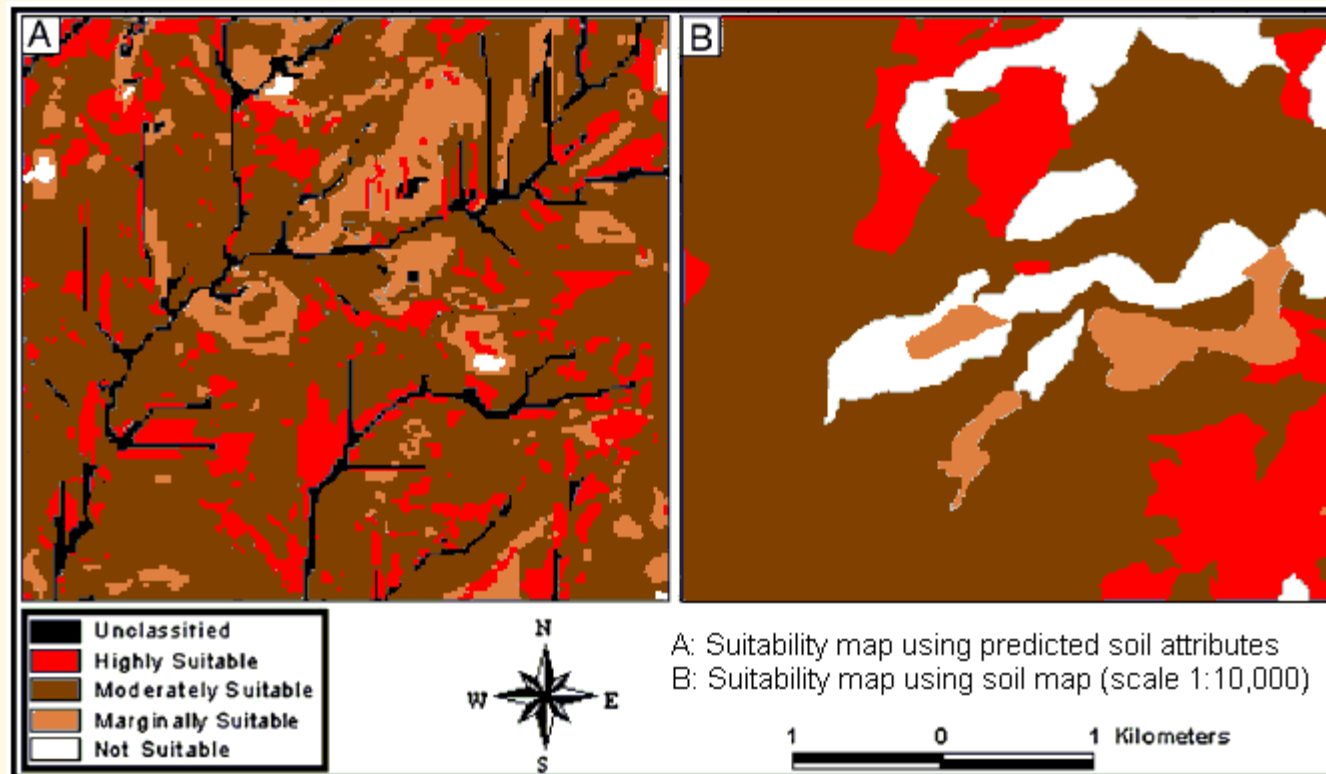 A
B
Unclassified
Highly Suitable
Moderately Suitable
Marginally Suitable
Not Suitable
N
W E
S
A: Suitability map using predicted soil attributes
B: Suitability map using soil map (scale 1:10,000)
1 0 1 Kilometers